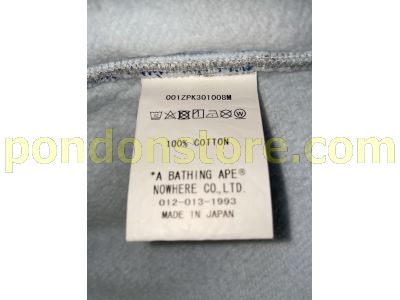 001ZPK301008M
100% COTTON
pondonstore.com
"A BATHING APE®
NOWHERE CO.,LTD.
012-013-1993
MADE IN JAPAN